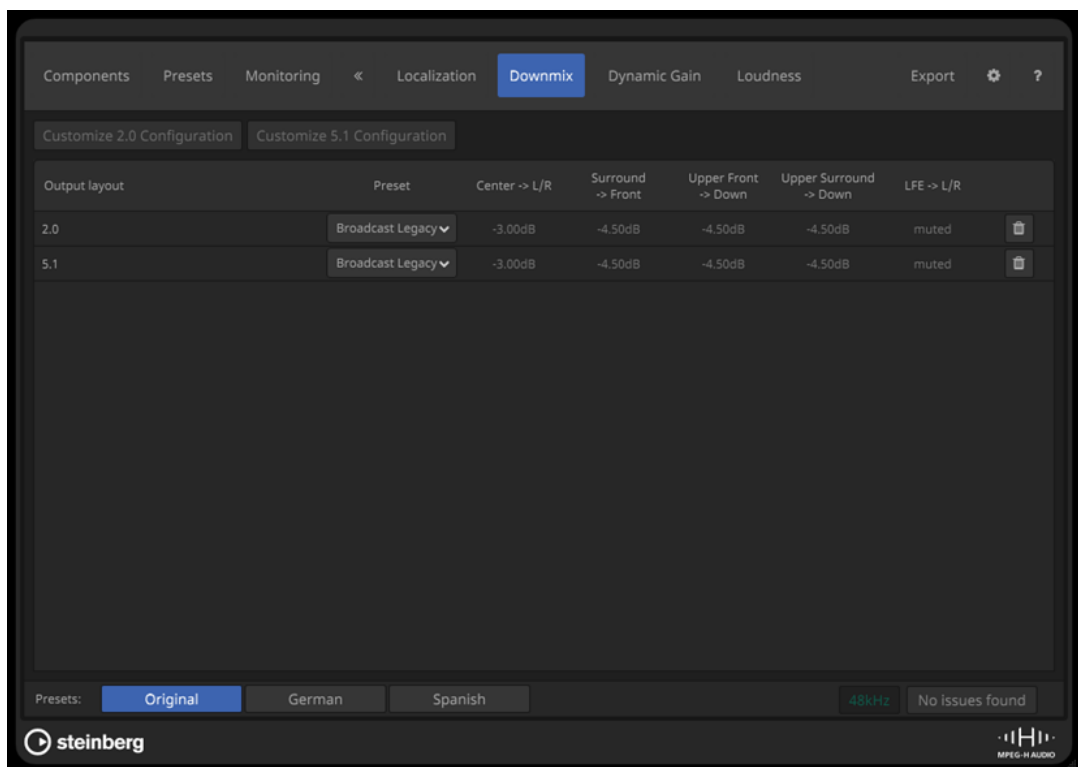 Components Presets Monitoring « Localization Downmix Dynamic Gain Loudness Export ?
Customize 2.0 Configuration Customize 5.1 Configuration
Output layout Preset Center -> L/R Surround -> Front Upper Front -> Down Upper Surround -> Down LFE -> L/R
2.0 Broadcast Legacy -3.00dB -4.50dB -4.50dB -4.50dB muted
5.1 Broadcast Legacy -3.00dB -4.50dB -4.50dB -4.50dB muted
Presets: Original German Spanish 48kHz No issues found
steinberg
MPEG-H AUDIO